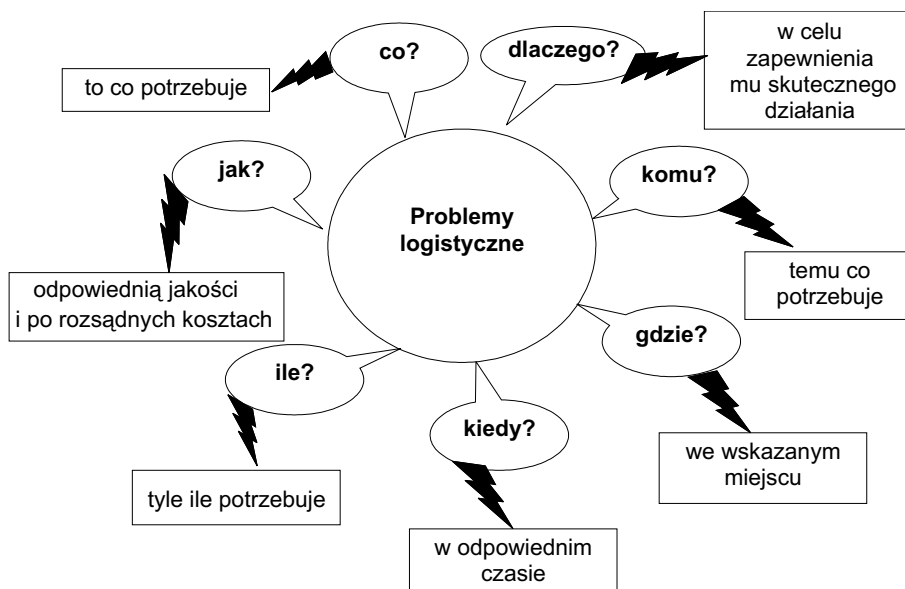 co?
to co potrzebuje
dlaczego?
w celu
zapewnienia
mu skutecznego
działania
jak?
odpowiednią jakości
i po rozsądnych kosztach
Problemy
logistyczne
komu?
temu co
potrzebuje
gdzie?
we wskazanym
miejscu
ile?
tyle ile potrzebuje
kiedy?
w odpowiednim
czasie